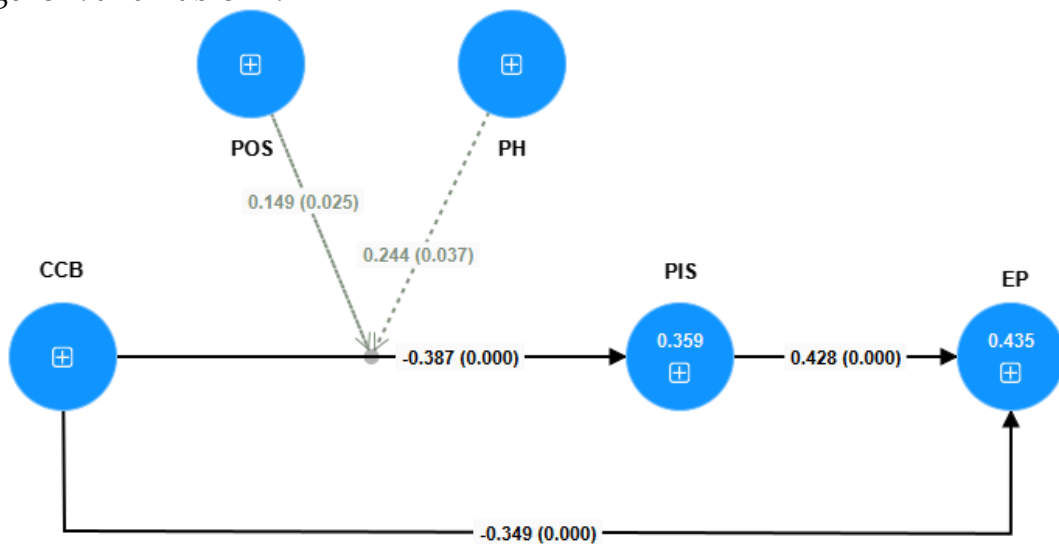 POS
PH
0.149 (0.025)
0.244 (0.037)
CCB
PIS
EP
0.359
0.435
-0.387 (0.000)
0.428 (0.000)
-0.349 (0.000)